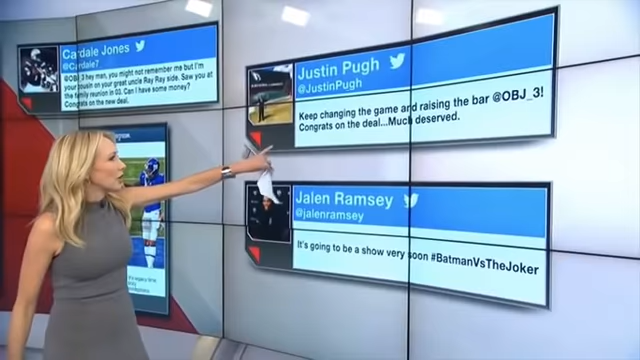 Cardale Jones
@Cardale7_
@OBJ_3 hey man, you might not remember me but I'm
your cousin on your great uncle Ray Ray side. Saw you at
the family reunion in 03. Can I have some money?
Congrats on the new deal.
Justin Pugh
@JustinPugh
Keep changing the game and raising the bar @OBJ_3!
Congrats on the deal...Much deserved.
Jalen Ramsey
@jalenramsey
It's going to be a show very soon #BatmanVsTheJoker